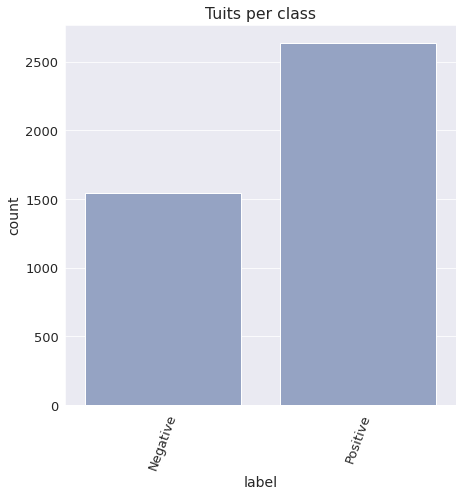 Tuits per class
2500
2000
1500
1000
500
0
count
Negative
Positive
label